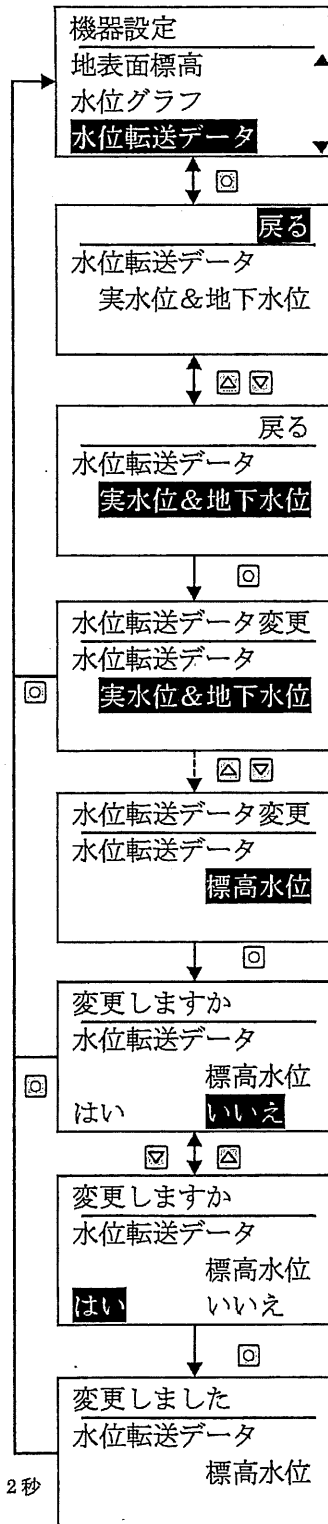 機器設定
地表面標高
水位グラフ
水位転送データ
戻る
水位転送データ
実水位&地下水位
戻る
水位転送データ
実水位&地下水位
水位転送データ変更
水位転送データ
実水位&地下水位
水位転送データ変更
水位転送データ
標高水位
変更しますか
水位転送データ
標高水位
はい いいえ
変更しますか
水位転送データ
標高水位
はい いいえ
変更しました
水位転送データ
標高水位
2秒